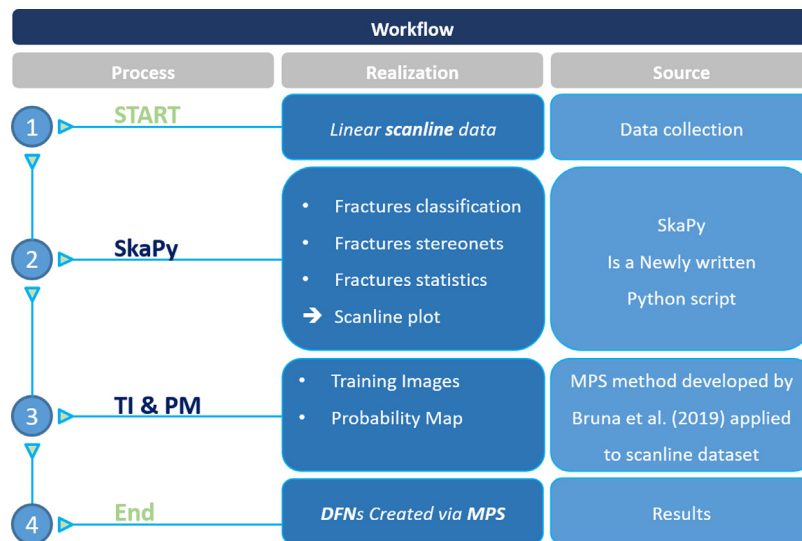 Workflow
Process
Realization
Source
1
START
Linear scanline data
Data collection
2
SkaPy
• Fractures classification
• Fractures stereonets
• Fractures statistics
➔ Scanline plot
SkaPy
Is a Newly written
Python script
3
TI & PM
• Training Images
• Probability Map
MPS method developed by
Bruna et al. (2019) applied
to scanline dataset
4
End
DFNs Created via MPS
Results